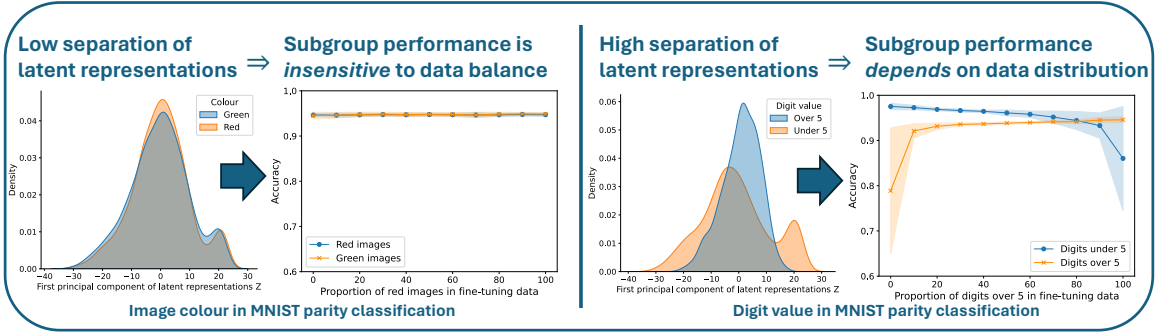 Low separation of
latent representations
⇒
Subgroup performance is
insensitive to data balance
Colour
Green
Red
Density
0.04
0.03
0.02
0.01
0.00
−40 −30 −20 −10 0 10 20 30
First principal component of latent representations Z
Accuracy
1.0
0.9
0.8
0.7
0.6
Red images
Green images
0 20 40 60 80 100
Proportion of red images in fine-tuning data
Image colour in MNIST parity classification
High separation of
latent representations
⇒
Subgroup performance
depends on data distribution
Digit value
Over 5
Under 5
Density
0.06
0.05
0.04
0.03
0.02
0.01
0.00
−40 −30 −20 −10 0 10 20 30
First principal component of latent representations Z
Accuracy
1.0
0.9
0.8
0.7
0.6
Digits under 5
Digits over 5
0 20 40 60 80 100
Proportion of digits over 5 in fine-tuning data
Digit value in MNIST parity classification